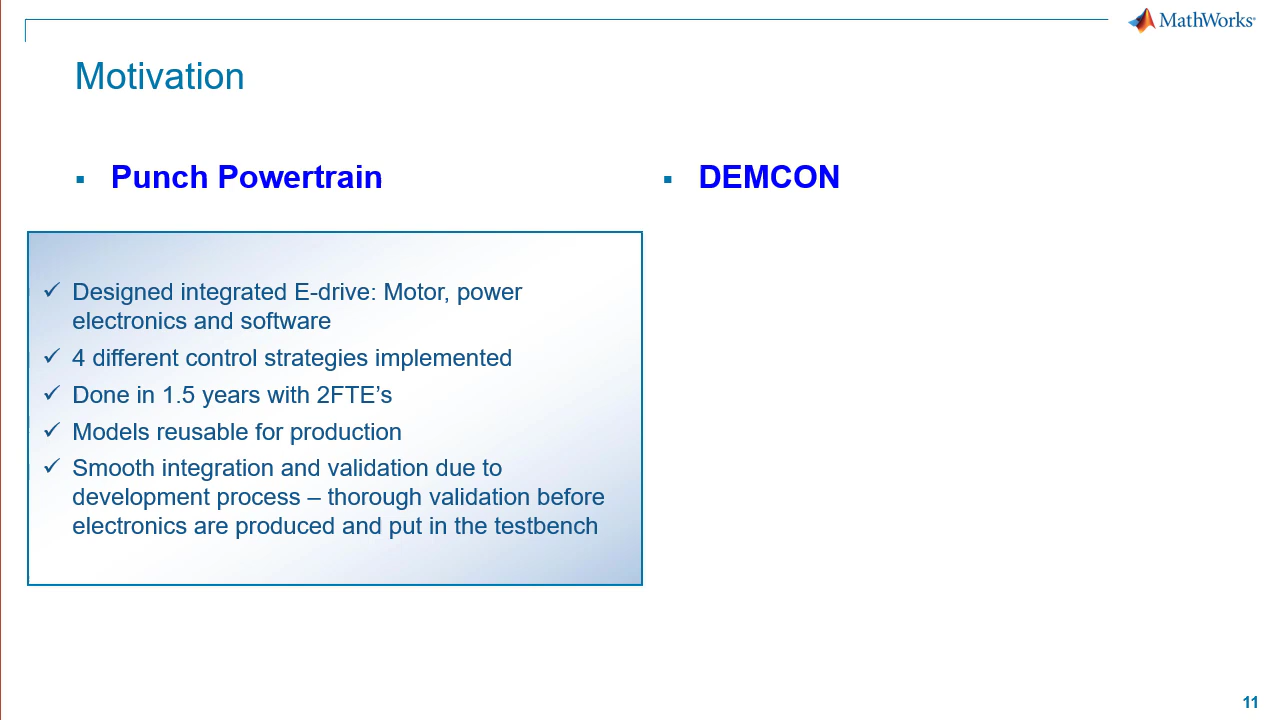 MathWorks
Motivation
▪ Punch Powertrain
▪ DEMCON
✓ Designed integrated E-drive: Motor, power
electronics and software
✓ 4 different control strategies implemented
✓ Done in 1.5 years with 2FTE’s
✓ Models reusable for production
✓ Smooth integration and validation due to
development process – thorough validation before
electronics are produced and put in the testbench
11